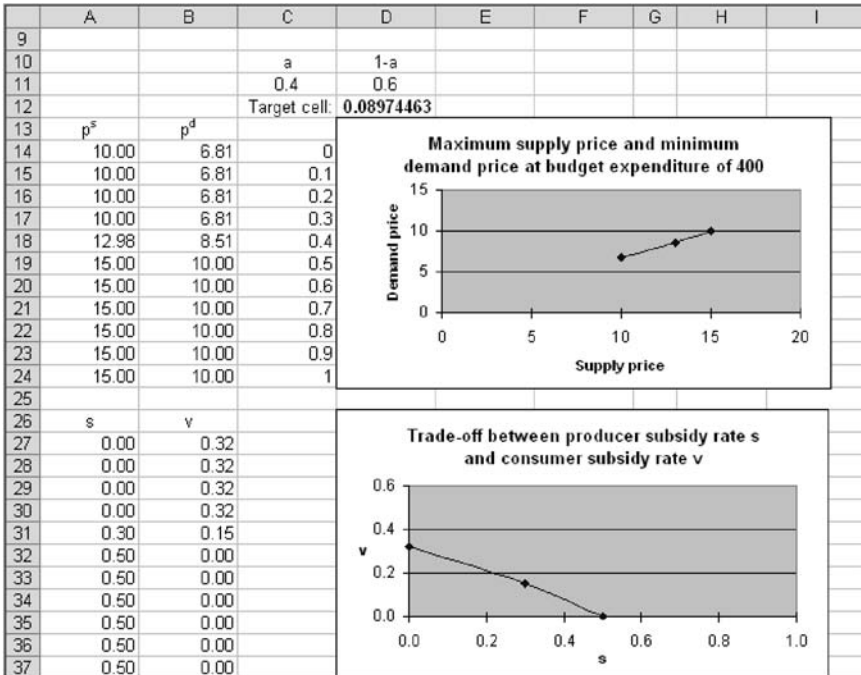 A B C D E F G H I
9
10 a 1-a
11 0.4 0.6
12 Target cell: 0.08974463
13 pˢ pᵈ
14 10.00 6.81 0
15 10.00 6.81 0.1
16 10.00 6.81 0.2
17 10.00 6.81 0.3
18 12.98 8.51 0.4
19 15.00 10.00 0.5
20 15.00 10.00 0.6
21 15.00 10.00 0.7
22 15.00 10.00 0.8
23 15.00 10.00 0.9
24 15.00 10.00 1
Maximum supply price and minimum
demand price at budget expenditure of 400
Demand price
15
10
5
0
0 5 10 15 20
Supply price
25
26 s v
27 0.00 0.32
28 0.00 0.32
29 0.00 0.32
30 0.00 0.32
31 0.30 0.15
32 0.50 0.00
33 0.50 0.00
34 0.50 0.00
35 0.50 0.00
36 0.50 0.00
37 0.50 0.00
Trade-off between producer subsidy rate s
and consumer subsidy rate v
v
0.6
0.4
0.2
0.0
0.0 0.2 0.4 0.6 0.8 1.0
s